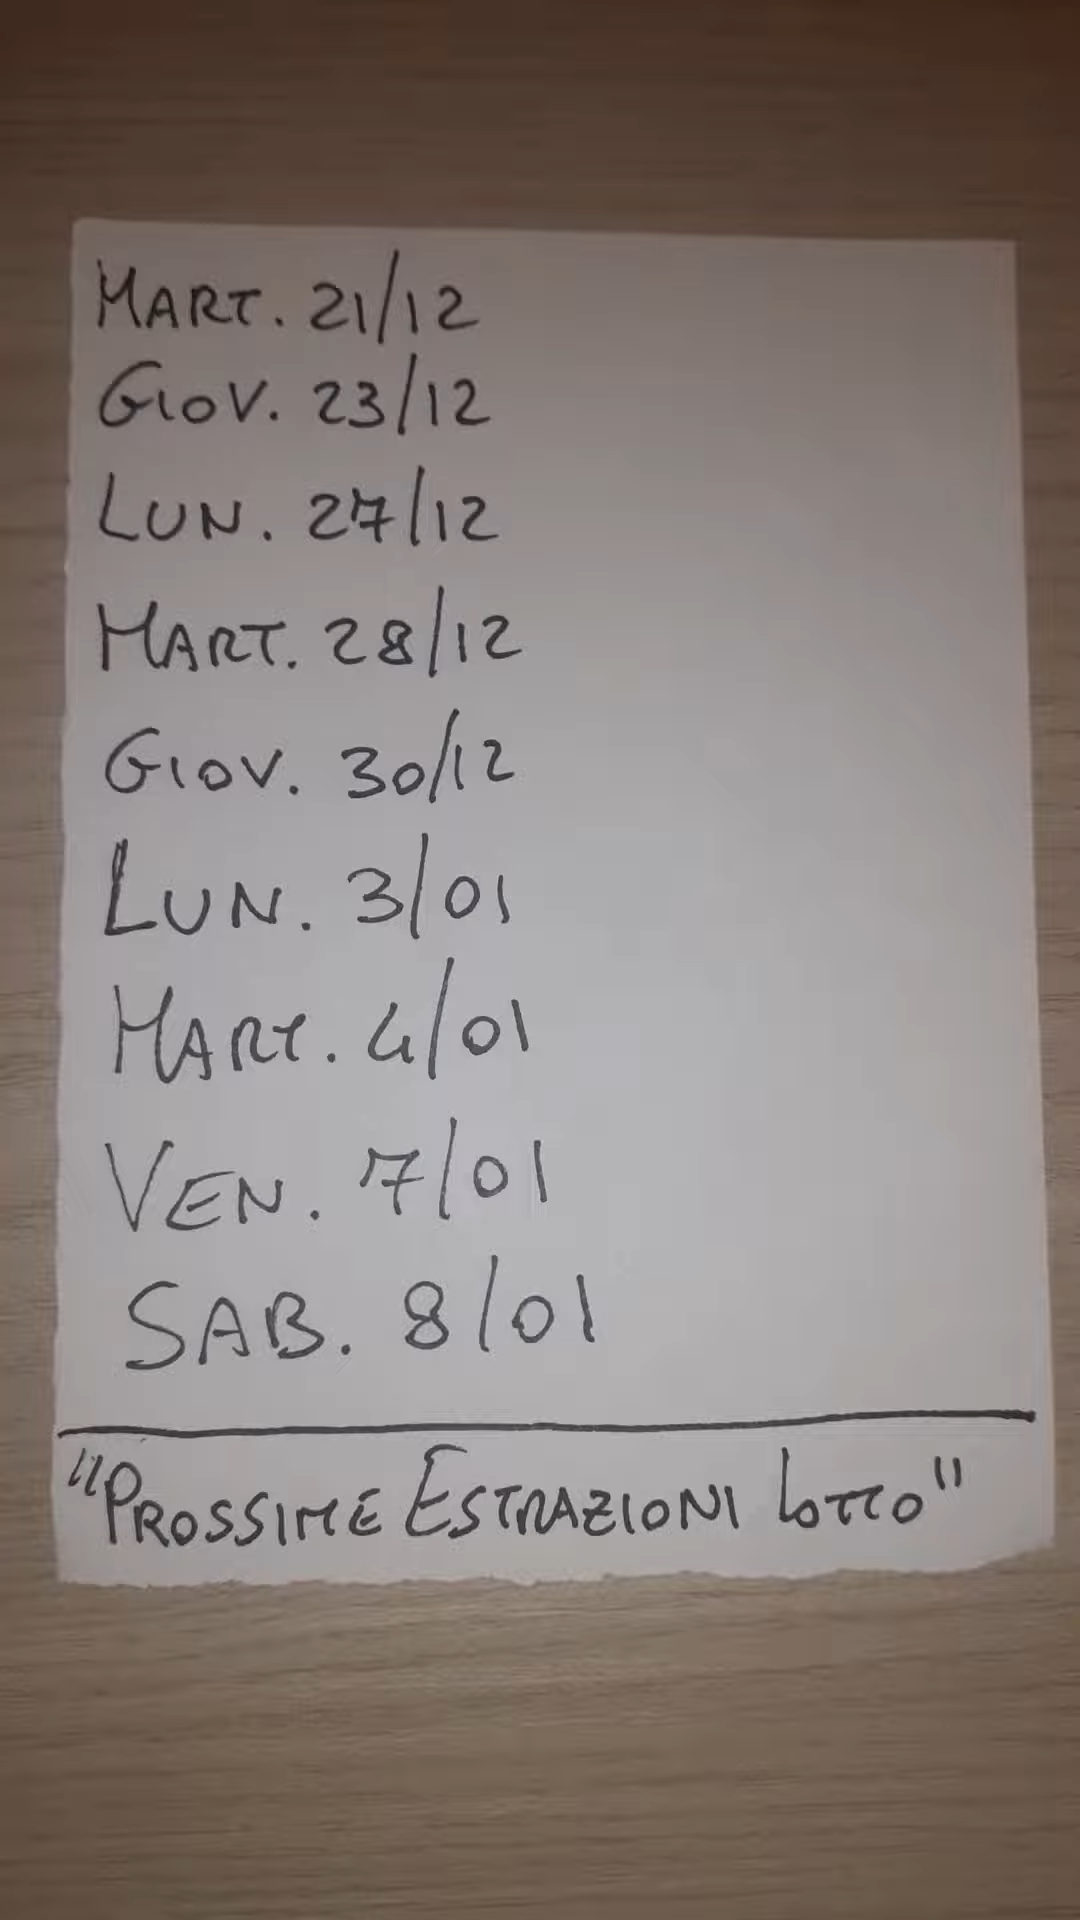 MART. 21/12
GIOV. 23/12
LUN. 27/12
MART. 28/12
GIOV. 30/12
LUN. 3/01
MART. 4/01
VEN. 7/01
SAB. 8/01
"PROSSIME ESTRAZIONI LOTTO"